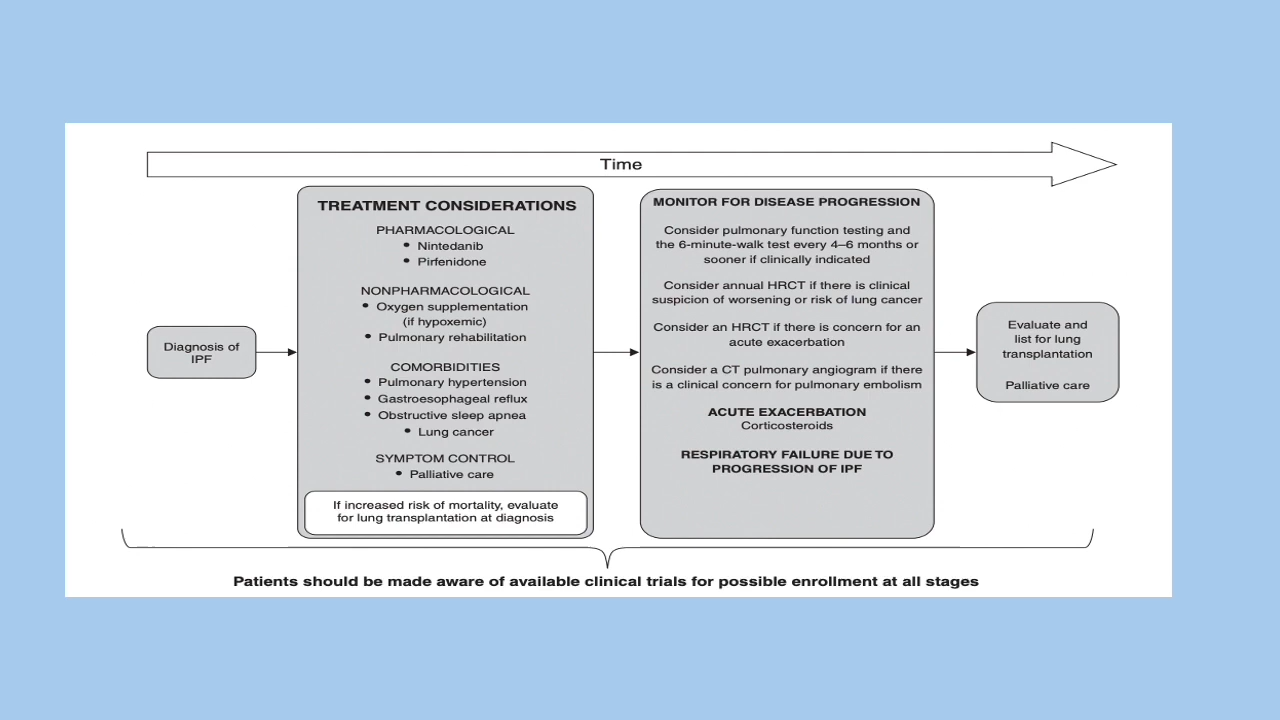 Time
Diagnosis of
IPF
TREATMENT CONSIDERATIONS
PHARMACOLOGICAL
• Nintedanib
• Pirfenidone
NONPHARMACOLOGICAL
• Oxygen supplementation
(if hypoxemic)
• Pulmonary rehabilitation
COMORBIDITIES
• Pulmonary hypertension
• Gastroesophageal reflux
• Obstructive sleep apnea
• Lung cancer
SYMPTOM CONTROL
• Palliative care
If increased risk of mortality, evaluate
for lung transplantation at diagnosis
MONITOR FOR DISEASE PROGRESSION
Consider pulmonary function testing and
the 6-minute-walk test every 4–6 months or
sooner if clinically indicated
Consider annual HRCT if there is clinical
suspicion of worsening or risk of lung cancer
Consider an HRCT if there is concern for an
acute exacerbation
Consider a CT pulmonary angiogram if there
is a clinical concern for pulmonary embolism
ACUTE EXACERBATION
Corticosteroids
RESPIRATORY FAILURE DUE TO
PROGRESSION OF IPF
Evaluate and
list for lung
transplantation
Palliative care
Patients should be made aware of available clinical trials for possible enrollment at all stages